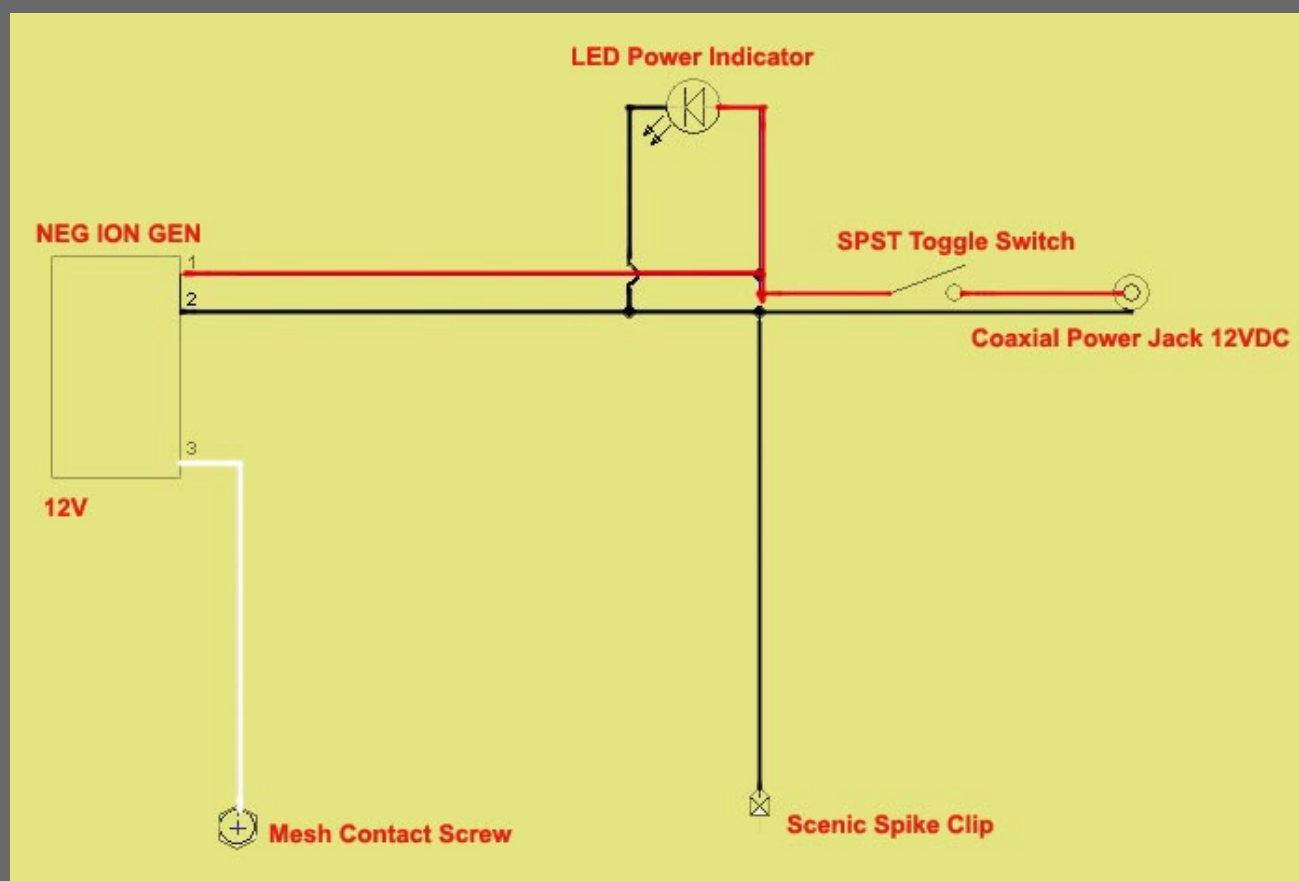 LED Power Indicator
NEG ION GEN
SPST Toggle Switch
1
2
Coaxial Power Jack 12VDC
3
12V
Mesh Contact Screw
Scenic Spike Clip